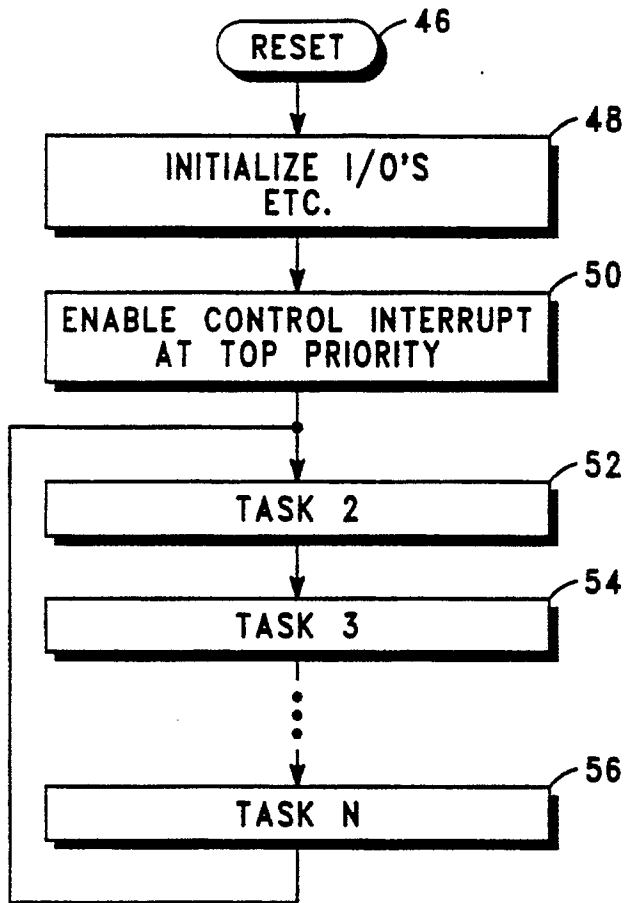 46
RESET
48
INITIALIZE I/O'S
ETC.
50
ENABLE CONTROL INTERRUPT
AT TOP PRIORITY
52
TASK 2
54
TASK 3
56
TASK N